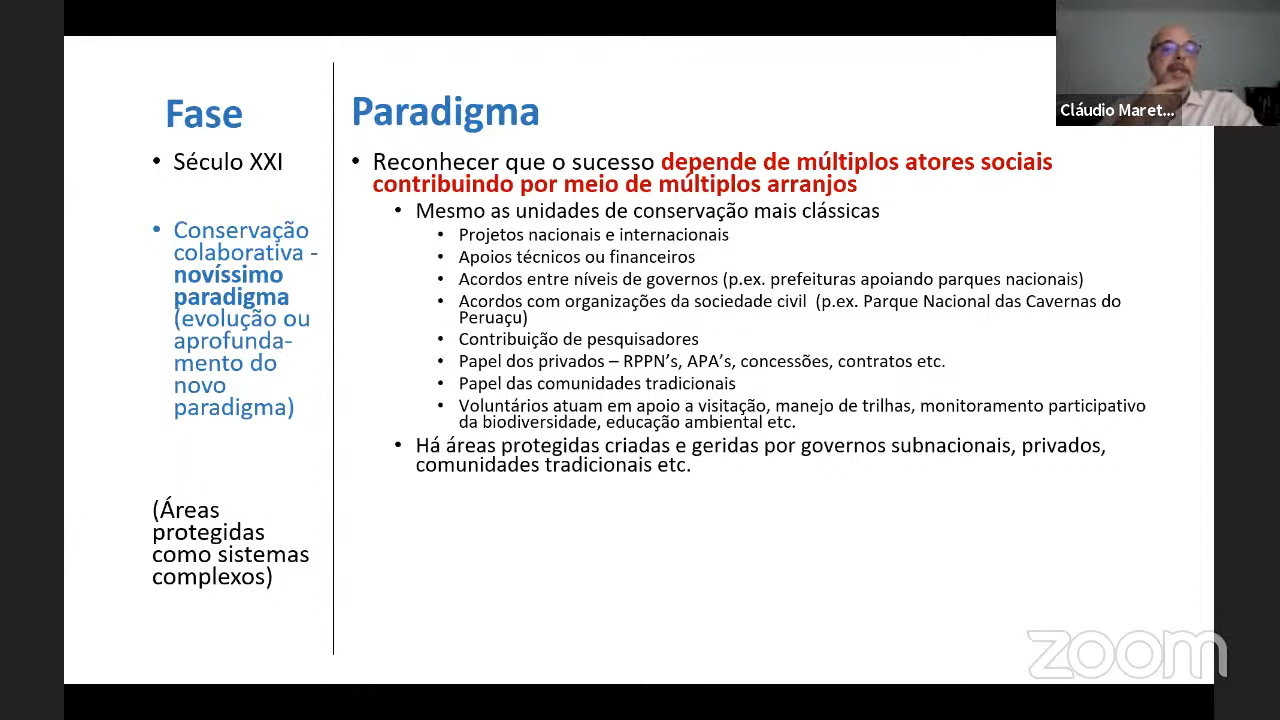 Fase
• Século XXI
• Conservação
colaborativa -
novíssimo
paradigma
(evolução ou
aprofunda-
mento do
novo
paradigma)
(Áreas
protegidas
como sistemas
complexos)
Paradigma
• Reconhecer que o sucesso depende de múltiplos atores sociais
contribuindo por meio de múltiplos arranjos
• Mesmo as unidades de conservação mais clássicas
• Projetos nacionais e internacionais
• Apoios técnicos ou financeiros
• Acordos entre níveis de governos (p.ex. prefeituras apoiando parques nacionais)
• Acordos com organizações da sociedade civil (p.ex. Parque Nacional das Cavernas do
Peruaçu)
• Contribuição de pesquisadores
• Papel dos privados – RPPN’s, APA’s, concessões, contratos etc.
• Papel das comunidades tradicionais
• Voluntários atuam em apoio a visitação, manejo de trilhas, monitoramento participativo
da biodiversidade, educação ambiental etc.
• Há áreas protegidas criadas e geridas por governos subnacionais, privados,
comunidades tradicionais etc.
Cláudio Maret...
zoom